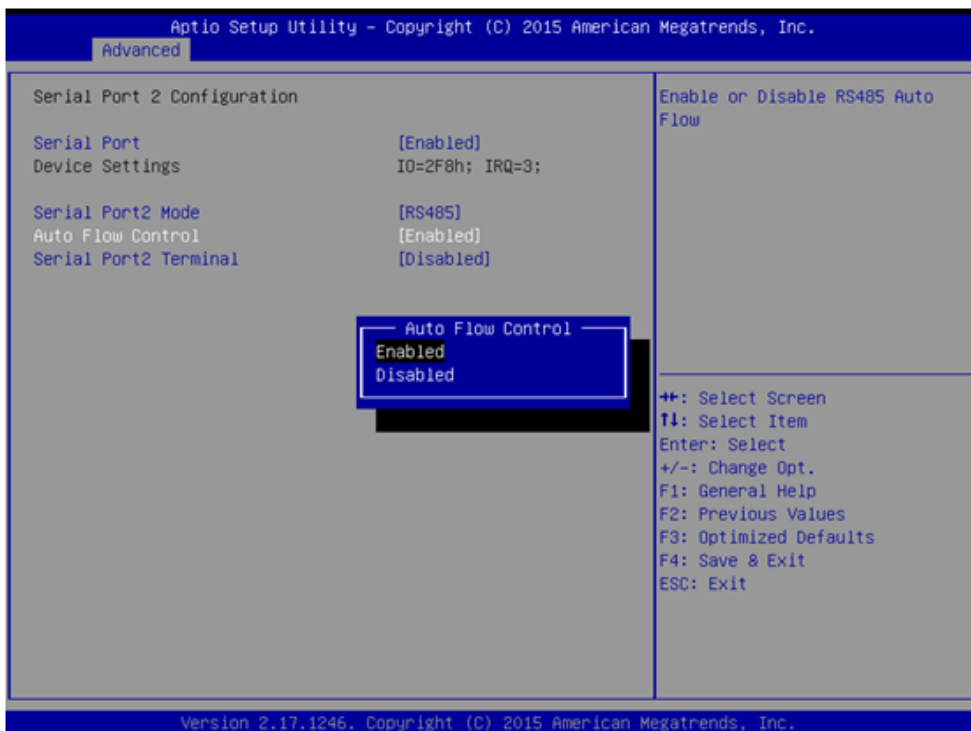 Aptio Setup Utility – Copyright (C) 2015 American Megatrends, Inc.
Advanced
Serial Port 2 Configuration
Serial Port [Enabled]
Device Settings IO=2F8h; IRQ=3;
Serial Port2 Mode [RS485]
Auto Flow Control [Enabled]
Serial Port2 Terminal [Disabled]
Auto Flow Control
Enabled
Disabled
Enable or Disable RS485 Auto
Flow
→←: Select Screen
↑↓: Select Item
Enter: Select
+/-: Change Opt.
F1: General Help
F2: Previous Values
F3: Optimized Defaults
F4: Save & Exit
ESC: Exit
Version 2.17.1246. Copyright (C) 2015 American Megatrends, Inc.